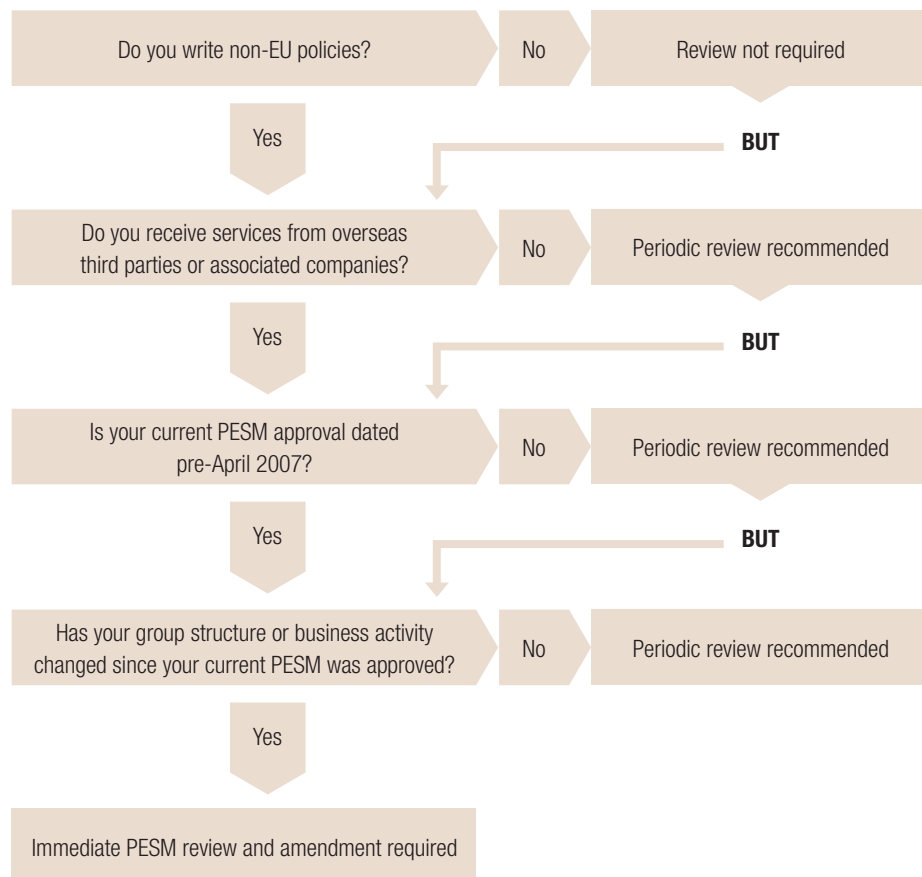 Do you write non-EU policies?
No
Review not required
Yes
BUT
Do you receive services from overseas
third parties or associated companies?
No
Periodic review recommended
Yes
BUT
Is your current PESM approval dated
pre-April 2007?
No
Periodic review recommended
Yes
BUT
Has your group structure or business activity
changed since your current PESM was approved?
No
Periodic review recommended
Yes
Immediate PESM review and amendment required